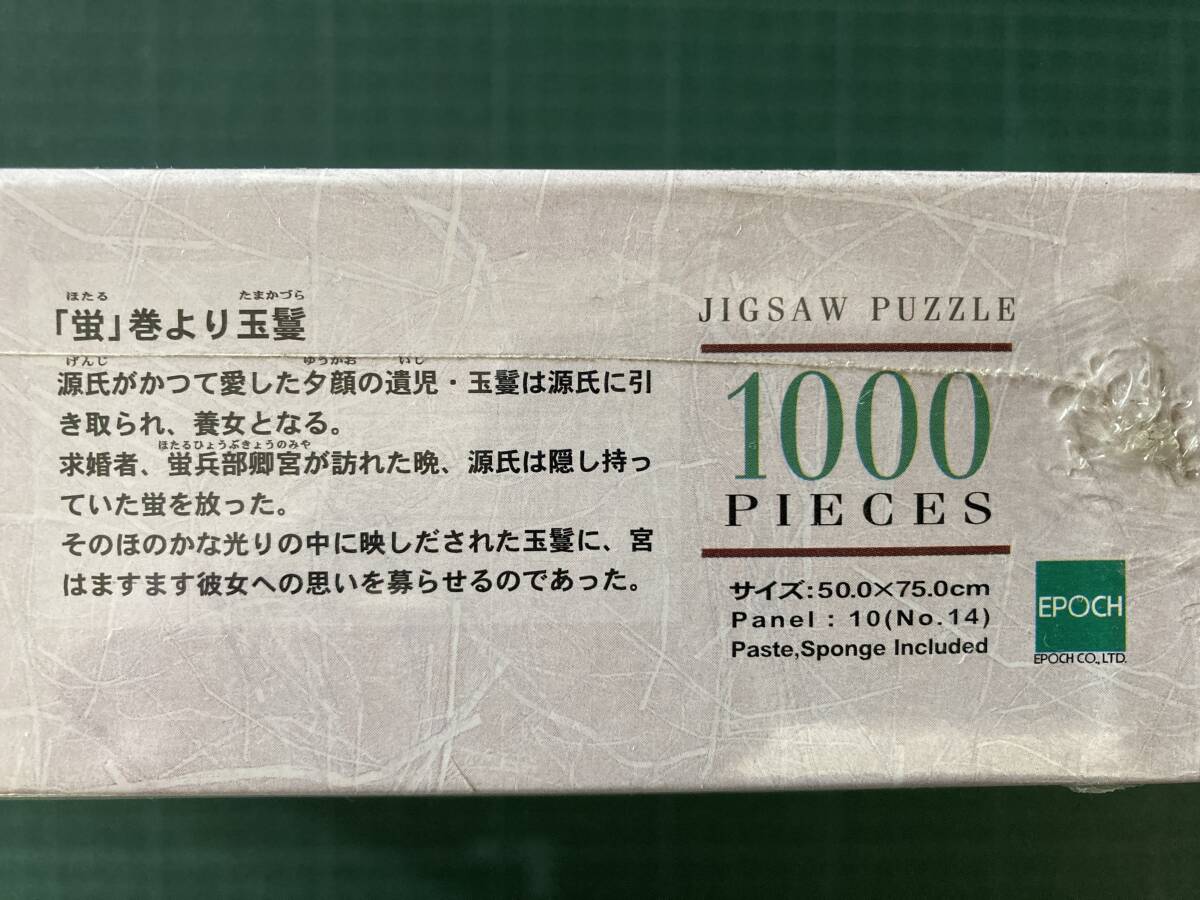 ほたる たまかづら
「蛍」巻より玉鬘
げんじ ゆうがお いじ
源氏がかつて愛した夕顔の遺児・玉鬘は源氏に引
き取られ、養女となる。
ほたるひょうぶきょうのみや
求婚者、蛍兵部卿宮が訪れた晩、源氏は隠し持っ
ていた蛍を放った。
そのほのかな光りの中に映しだされた玉鬘に、宮
はますます彼女への思いを募らせるのであった。
JIGSAW PUZZLE
1000
PIECES
サイズ:50.0×75.0cm
Panel : 10(No.14)
Paste,Sponge Included
EPOCH
EPOCH CO., LTD.